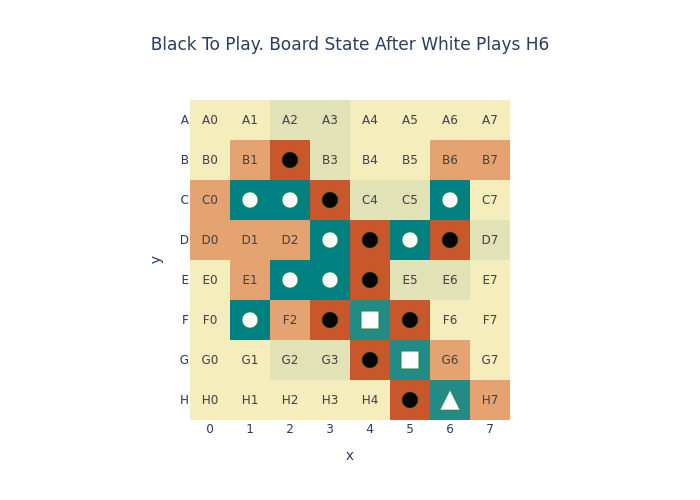 Black To Play. Board State After White Plays H6
A A0 A1 A2 A3 A4 A5 A6 A7
B B0 B1 B3 B4 B5 B6 B7
C C0 C4 C5 C7
D D0 D1 D2 D7
E E0 E1 E5 E6 E7
F F0 F2 F6 F7
G G0 G1 G2 G3 G6 G7
H H0 H1 H2 H3 H4 H7
0 1 2 3 4 5 6 7
x
y